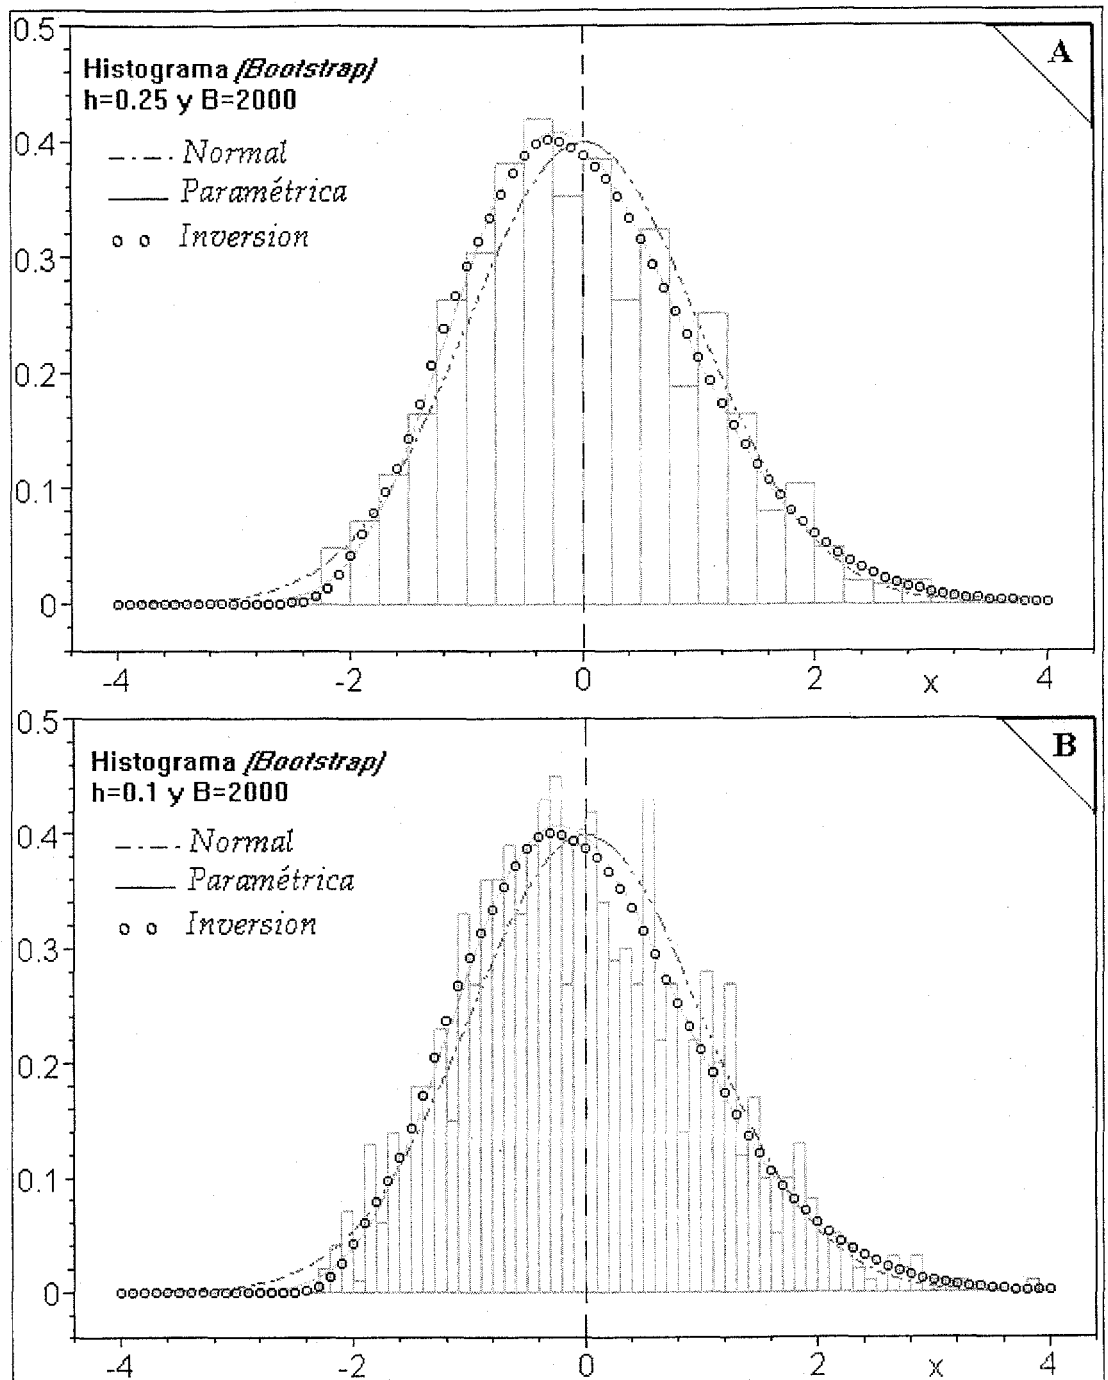 A
Histograma (Bootstrap)
h=0.25 y B=2000
Normal
Paramétrica
Inversion
0.5
0.4
0.3
0.2
0.1
0
-4
-2
0
2
x
4
B
Histograma (Bootstrap)
h=0.1 y B=2000
Normal
Paramétrica
Inversion
0.5
0.4
0.3
0.2
0.1
0
-4
-2
0
2
x
4